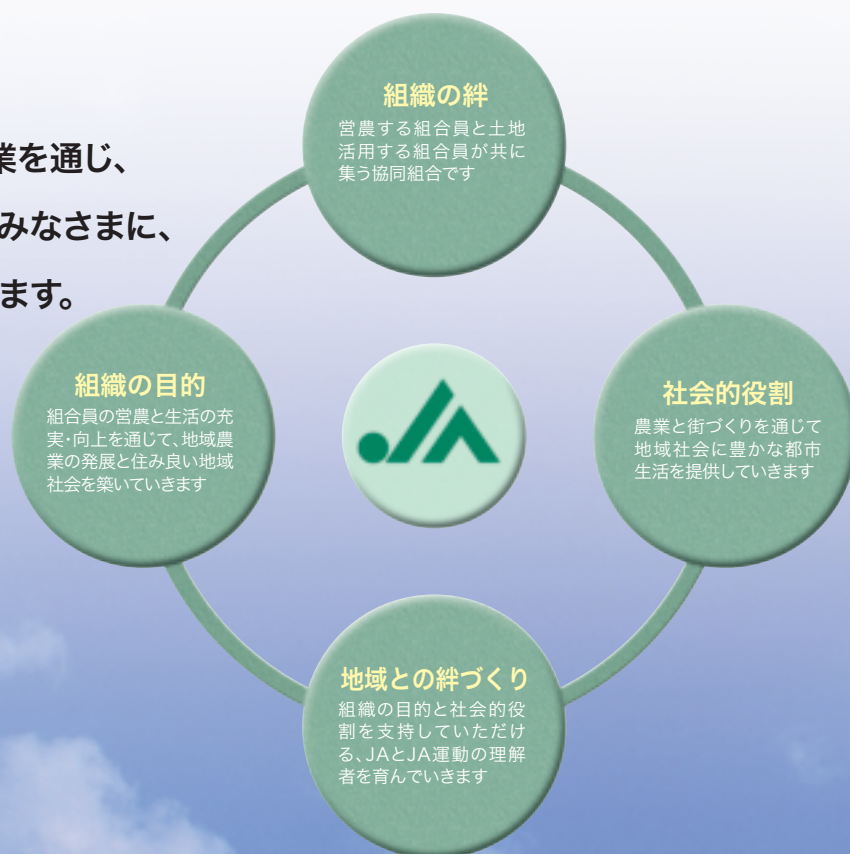 業を通じ、
みなさまに、
ます。
組織の絆
営農する組合員と土地
活用する組合員が共に
集う協同組合です
組織の目的
組合員の営農と生活の充
実・向上を通じて、地域農
業の発展と住み良い地域
社会を築いていきます
JA
社会的役割
農業と街づくりを通じて
地域社会に豊かな都市
生活を提供していきます
地域との絆づくり
組織の目的と社会的役
割を支持していただけ
る、JAとJA運動の理解
者を育んでいきます